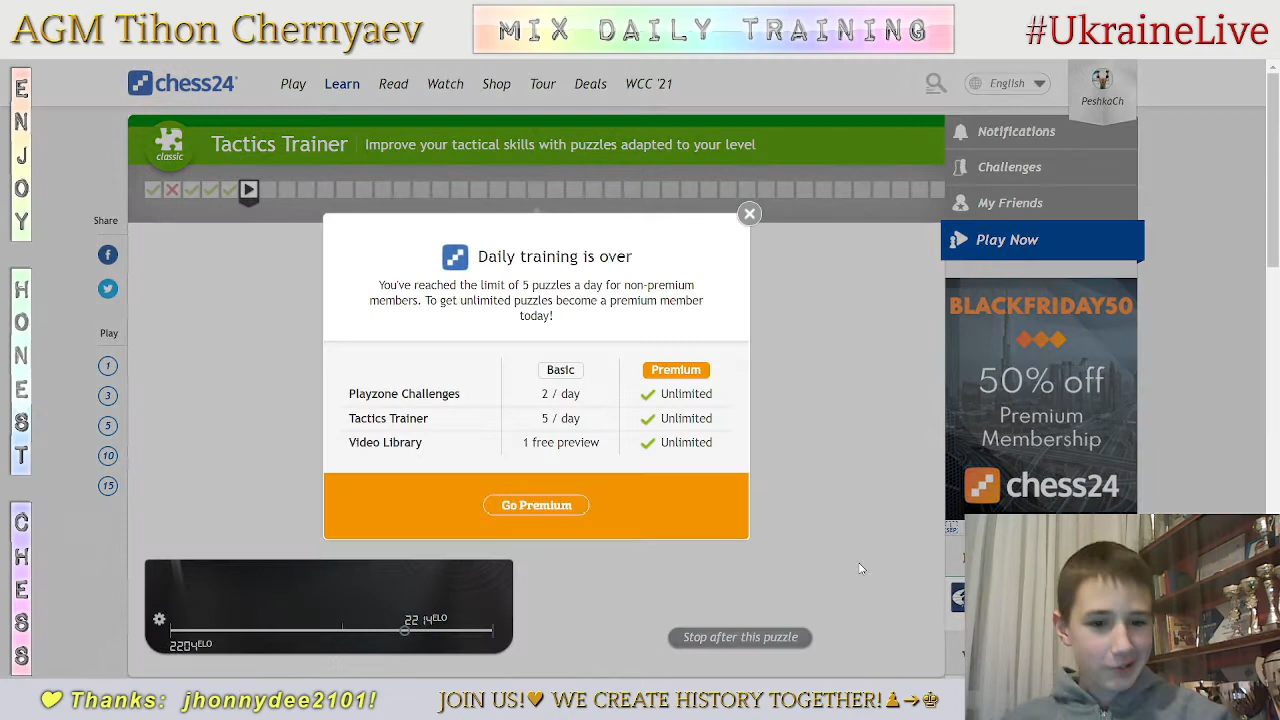 AGM Tihon Chernyaev
MIX DAILY TRAINING
#UkraineLive
ENJOY
HONEST
CHESS
chess24
Play
Learn
Read
Watch
Shop
Tour
Deals
WCC '21
English
PeshkaCh
classic
Tactics Trainer
Improve your tactical skills with puzzles adapted to your level
Notifications
Challenges
My Friends
Play Now
Share
Play
1
3
5
10
15
Daily training is over
You've reached the limit of 5 puzzles a day for non-premium
members. To get unlimited puzzles become a premium member
today!
Basic
Premium
Playzone Challenges 2 / day Unlimited
Tactics Trainer 5 / day Unlimited
Video Library 1 free preview Unlimited
Go Premium
BLACKFRIDAY50
50% off
Premium
Membership
chess24
2214ELO
2204ELO
Stop after this puzzle
Thanks: jhonnydee2101!
JOIN US! WE CREATE HISTORY TOGETHER!